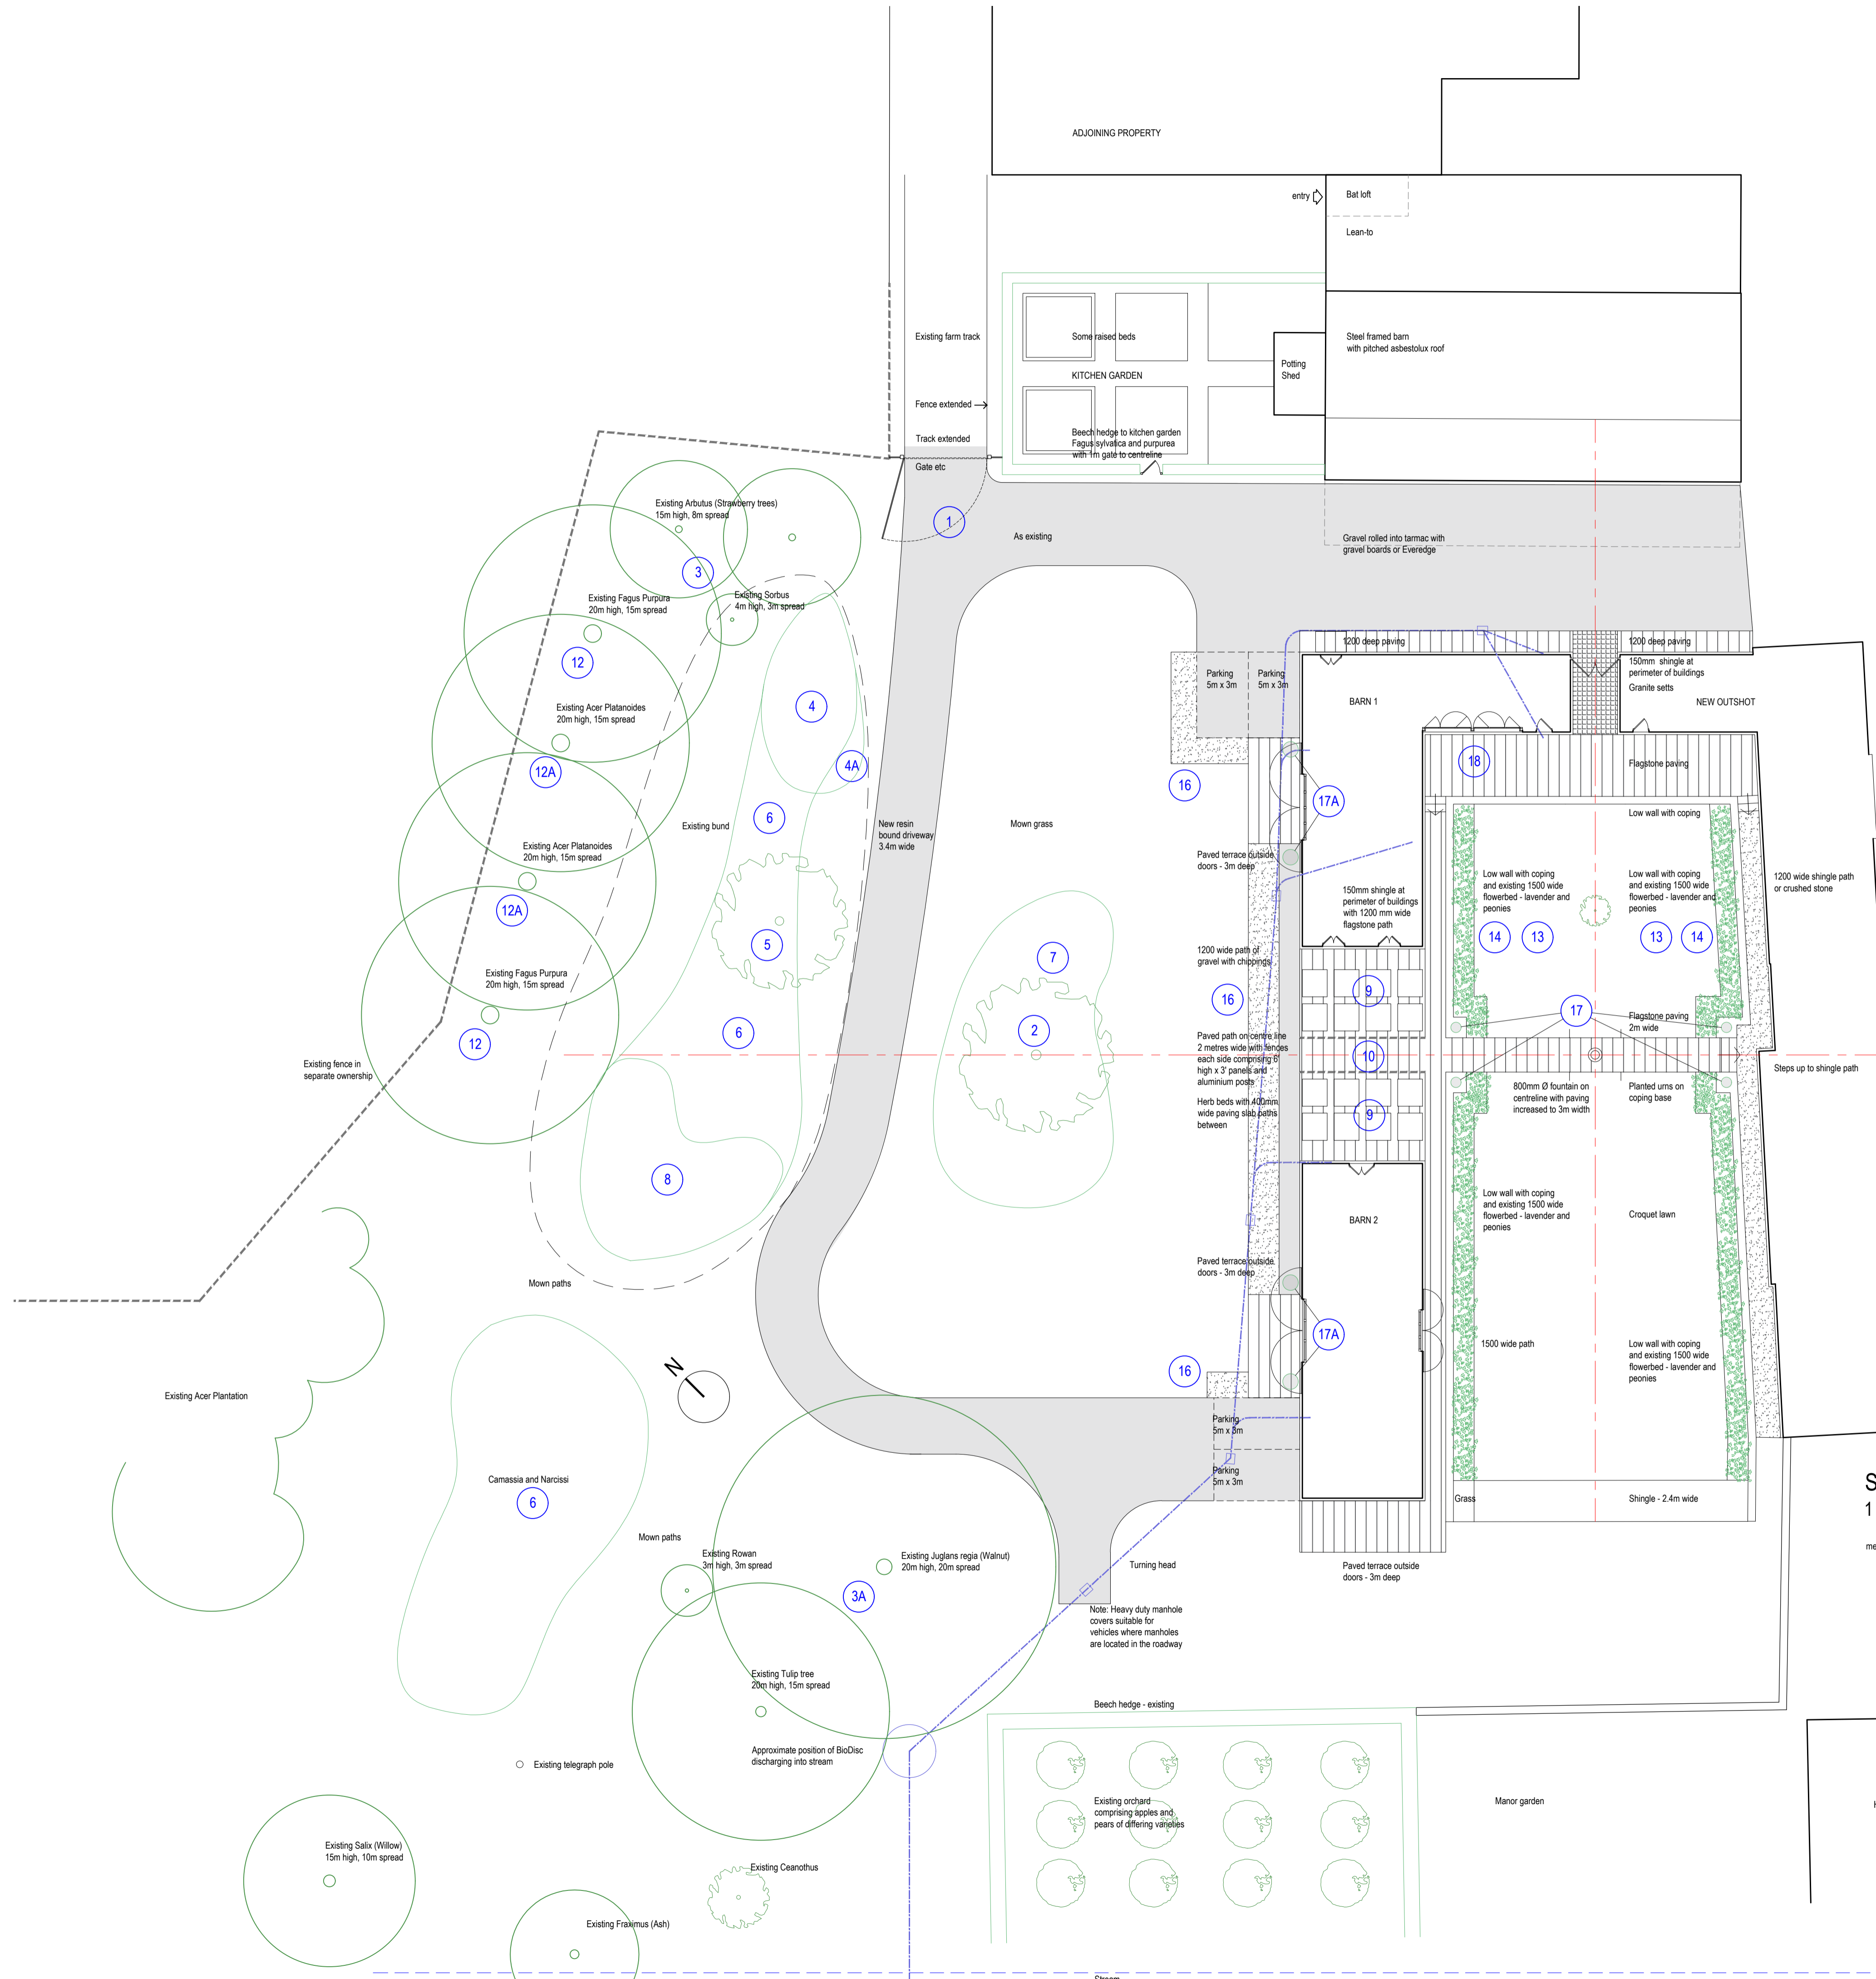 ADJOINING PROPERTY
entry
Bat loft
Lean-to
Existing farm track
Some raised beds
Steel framed barn
with pitched asbestolux roof
Potting
Shed
KITCHEN GARDEN
Fence extended
Track extended
Beech hedge to kitchen garden
Fagus sylvatica and purpurea
with 1m gate to centreline
Gate etc
Existing Arbutus (Strawberry trees)
15m high, 8m spread
1
As existing
Gravel rolled into tarmac with
gravel boards or Everedge
3
Existing Fagus Purpura
20m high, 15m spread
Existing Sorbus
4m high, 3m spread
12
1200 deep paving
1200 deep paving
150mm shingle at
perimeter of buildings
Granite setts
Parking
5m x 3m
Parking
5m x 3m
BARN 1
NEW OUTSHOT
Existing Acer Platanoides
20m high, 15m spread
4
4A
12A
16
17A
18
Flagstone paving
Existing bund
6
New resin
bound driveway
3.4m wide
Mown grass
Low wall with coping
Existing Acer Platanoides
20m high, 15m spread
Paved terrace outside
doors - 3m deep
12A
150mm shingle at
perimeter of buildings
with 1200 mm wide
flagstone path
Low wall with coping
and existing 1500 wide
flowerbed - lavender and
peonies
Low wall with coping
and existing 1500 wide
flowerbed - lavender and
peonies
1200 wide shingle path
or crushed stone
14
13
13
14
5
7
1200 wide path of
gravel with chippings
Existing Fagus Purpura
20m high, 15m spread
9
16
17
Flagstone paving
2m wide
12
6
2
Paved path on centre line
2 metres wide with fences
each side comprising 6'
high x 3' panels and
aluminium posts
10
Existing fence in
separate ownership
Steps up to shingle path
Herb beds with 400mm
wide paving slab paths
between
9
800mm Ø fountain on
centreline with paving
increased to 3m width
Planted urns on
coping base
8
Low wall with coping
and existing 1500 wide
flowerbed - lavender and
peonies
BARN 2
Croquet lawn
Mown paths
Paved terrace outside
doors - 3m deep
17A
1500 wide path
Low wall with coping
and existing 1500 wide
flowerbed - lavender and
peonies
N
16
Existing Acer Plantation
Parking
5m x 3m
Camassia and Narcissi
6
Parking
5m x 3m
Grass
Shingle - 2.4m wide
S
1
me
Mown paths
Existing Rowan
3m high, 3m spread
Existing Juglans regia (Walnut)
20m high, 20m spread
3A
Turning head
Paved terrace outside
doors - 3m deep
Note: Heavy duty manhole
covers suitable for
vehicles where manholes
are located in the roadway
Existing Tulip tree
20m high, 15m spread
Beech hedge - existing
Approximate position of BioDisc
discharging into stream
Existing telegraph pole
Existing orchard
comprising apples and
pears of differing varieties
Manor garden
Existing Salix (Willow)
15m high, 10m spread
Existing Ceanothus
Existing Fraximus (Ash)